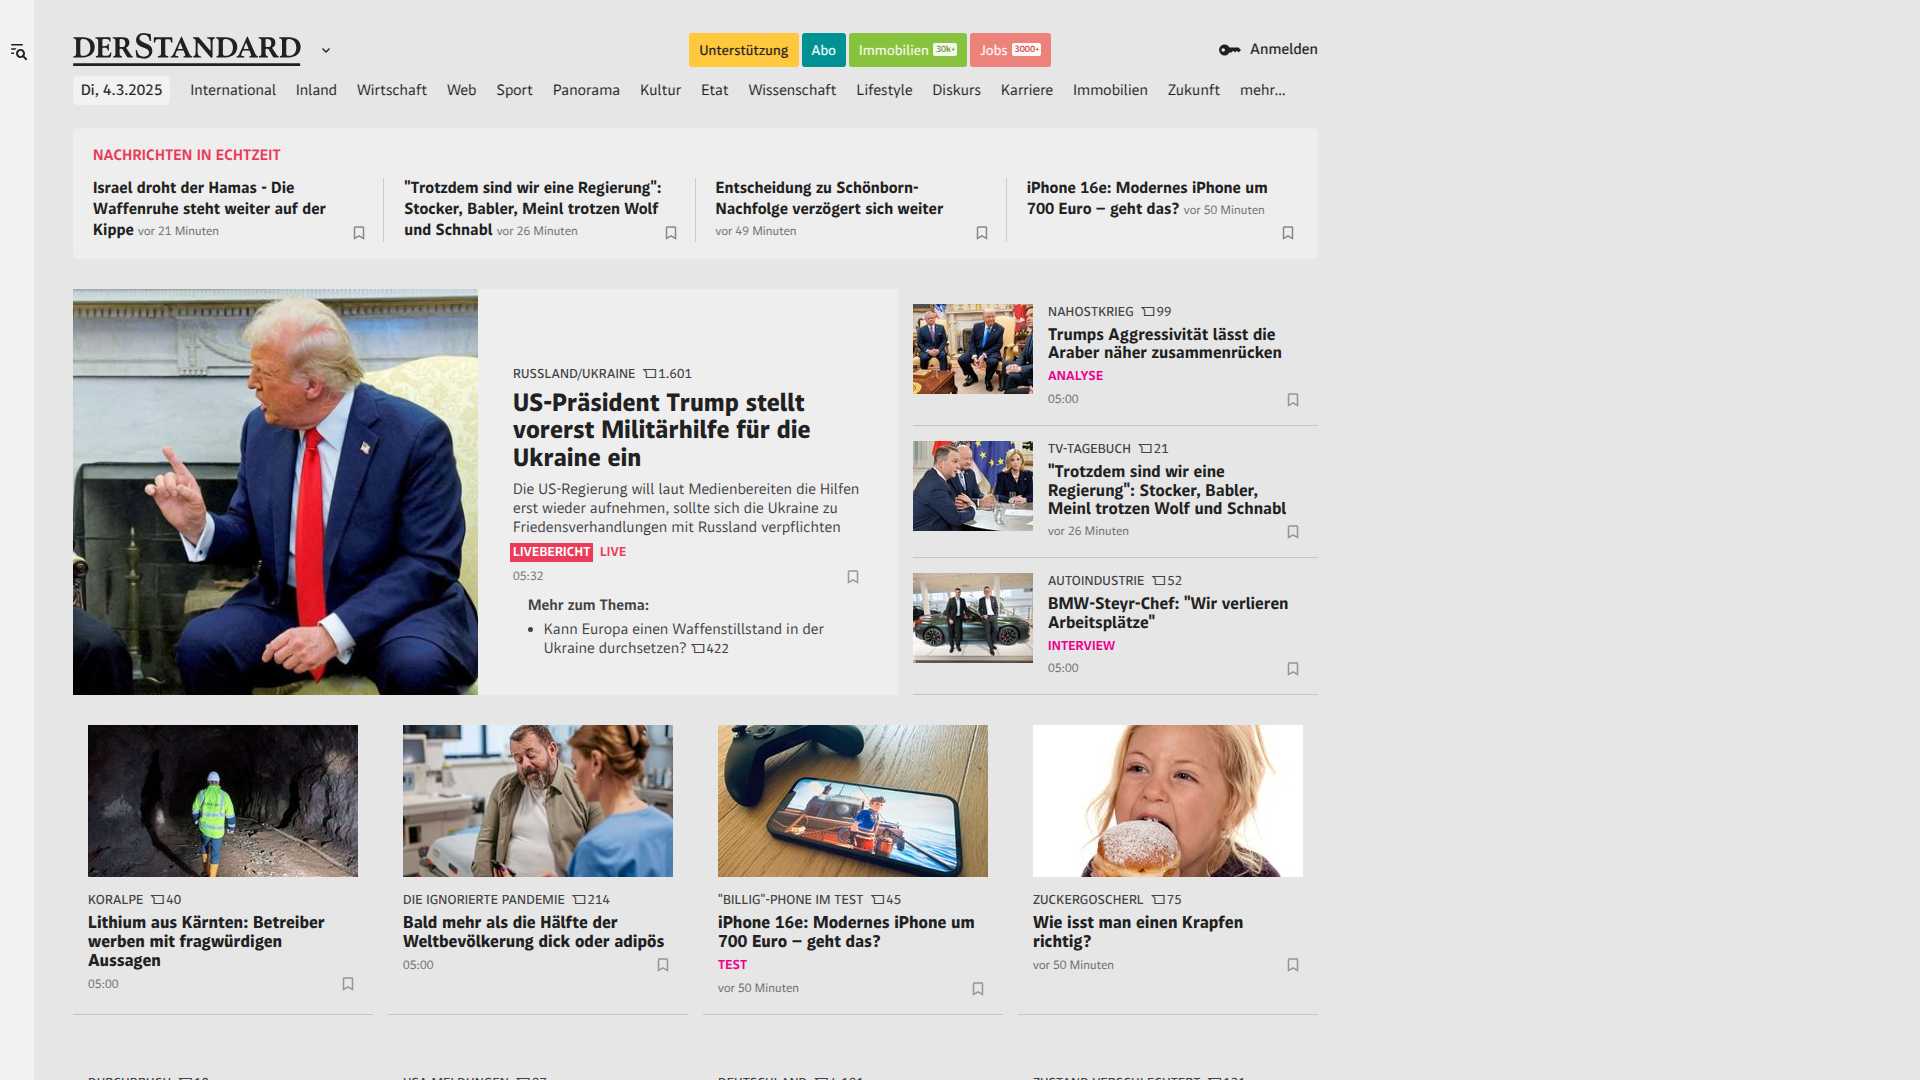 DERSTANDARD
Unterstützung
Abo
Immobilien 30k+
Jobs 3000+
Anmelden
Di, 4.3.2025
International
Inland
Wirtschaft
Web
Sport
Panorama
Kultur
Etat
Wissenschaft
Lifestyle
Diskurs
Karriere
Immobilien
Zukunft
mehr...
NACHRICHTEN IN ECHTZEIT
Israel droht der Hamas - Die
Waffenruhe steht weiter auf der
Kippe vor 21 Minuten
"Trotzdem sind wir eine Regierung":
Stocker, Babler, Meinl trotzen Wolf
und Schnabl vor 26 Minuten
Entscheidung zu Schönborn-
Nachfolge verzögert sich weiter
vor 49 Minuten
iPhone 16e: Modernes iPhone um
700 Euro – geht das? vor 50 Minuten
RUSSLAND/UKRAINE 1.601
US-Präsident Trump stellt
vorerst Militärhilfe für die
Ukraine ein
Die US-Regierung will laut Medienbereiten die Hilfen
erst wieder aufnehmen, sollte sich die Ukraine zu
Friedensverhandlungen mit Russland verpflichten
LIVEBERICHT LIVE
05:32
Mehr zum Thema:
• Kann Europa einen Waffenstillstand in der
Ukraine durchsetzen? 422
NAHOSTKRIEG 99
Trumps Aggressivität lässt die
Araber näher zusammenrücken
ANALYSE
05:00
TV-TAGEBUCH 21
"Trotzdem sind wir eine
Regierung": Stocker, Babler,
Meinl trotzen Wolf und Schnabl
vor 26 Minuten
AUTOINDUSTRIE 52
BMW-Steyr-Chef: "Wir verlieren
Arbeitsplätze"
INTERVIEW
05:00
KORALPE 40
Lithium aus Kärnten: Betreiber
werben mit fragwürdigen
Aussagen
05:00
DIE IGNORIERTE PANDEMIE 214
Bald mehr als die Hälfte der
Weltbevölkerung dick oder adipös
05:00
"BILLIG"-PHONE IM TEST 45
iPhone 16e: Modernes iPhone um
700 Euro – geht das?
TEST
vor 50 Minuten
ZUCKERGOSCHERL 75
Wie isst man einen Krapfen
richtig?
vor 50 Minuten